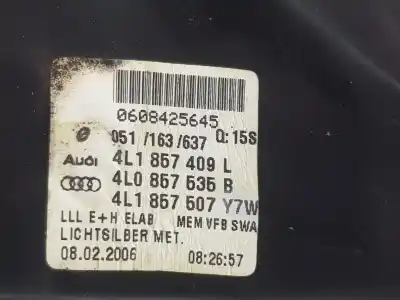 0608425645
051 /163 /637 Q: 15S
Audi 4L1 857 409 L
4L0 857 535 B
4L1 857 507 Y7W
LLL E+H ELAB MEM VFB SWA
LICHTSILBER MET.
08.02.2006 08:26:57